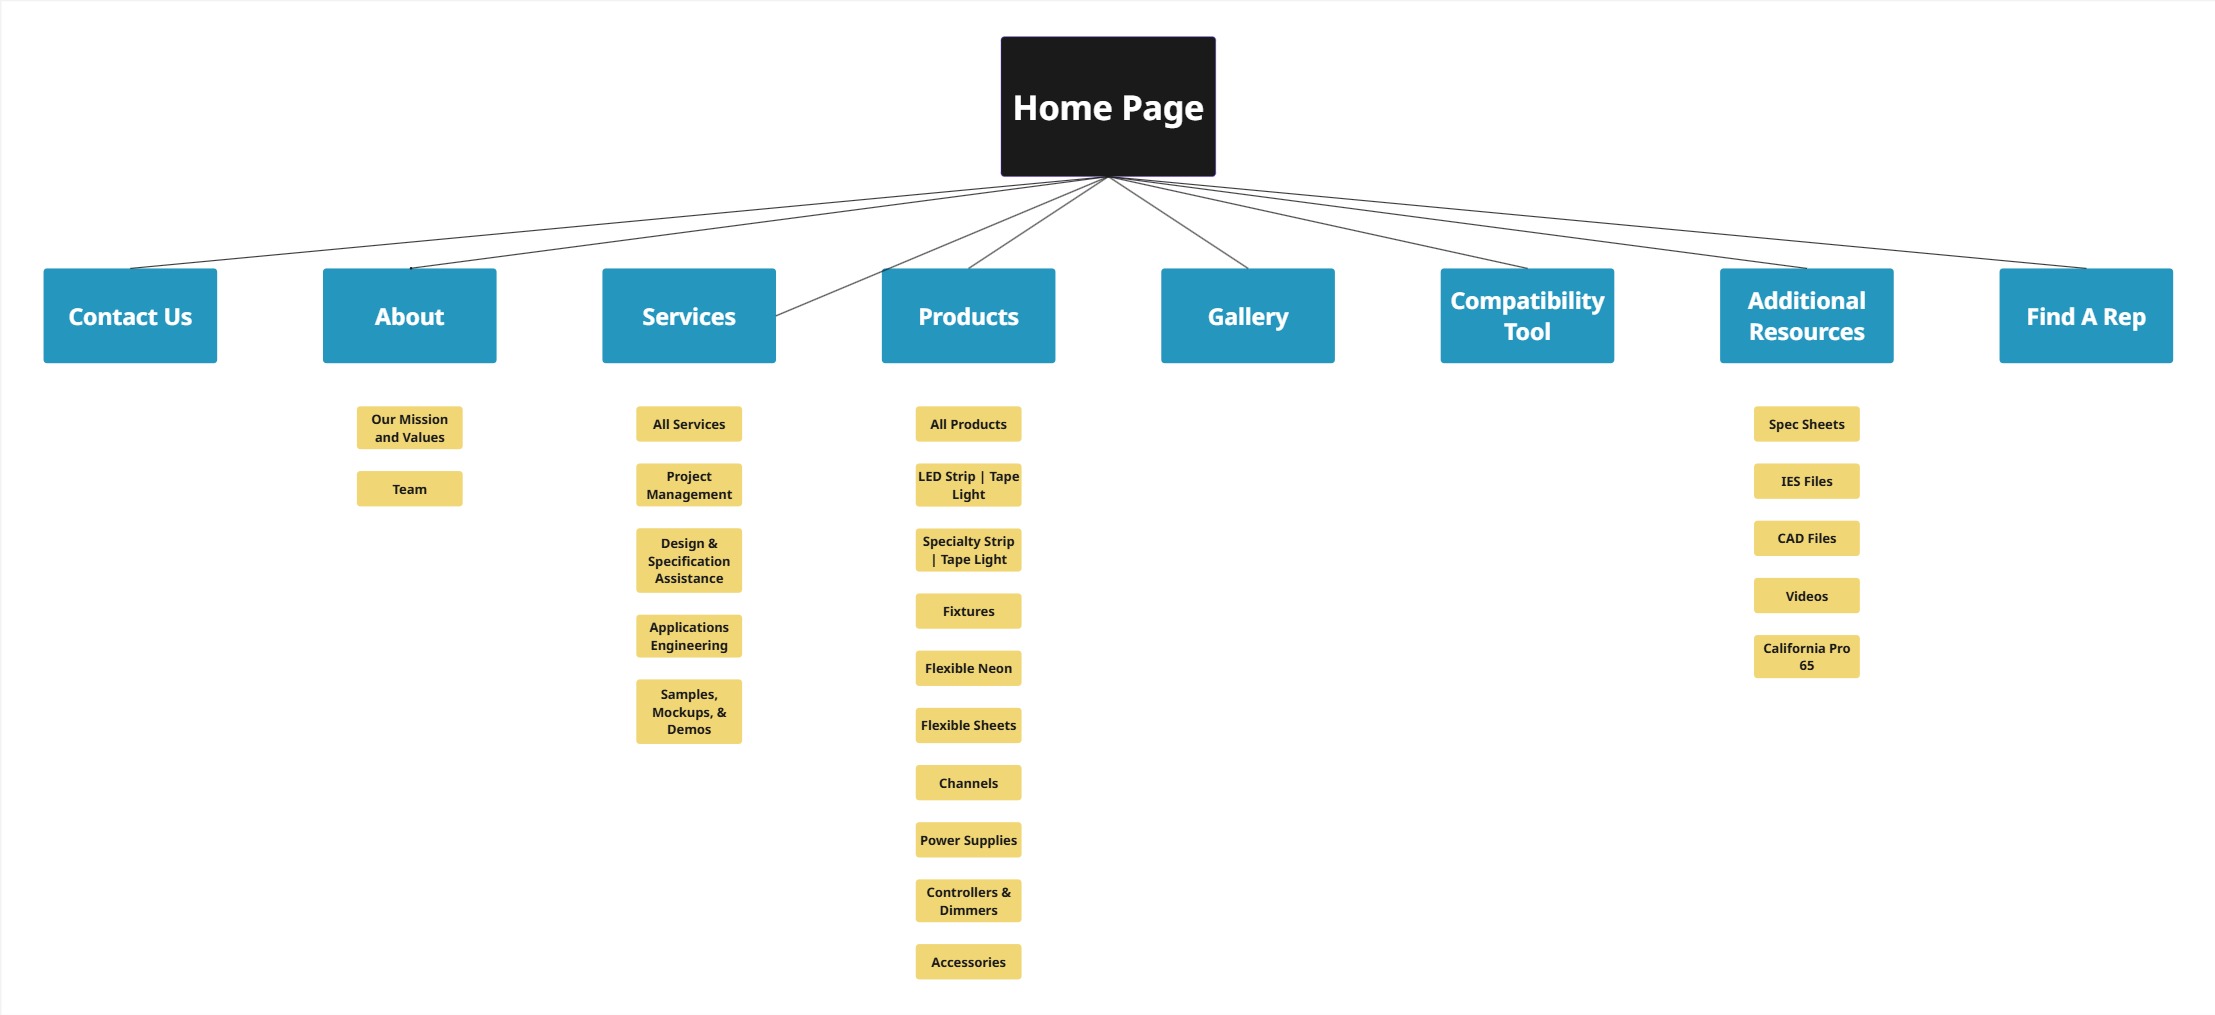 Home Page
Contact Us
About
Services
Products
Gallery
Compatibility
Tool
Additional
Resources
Find A Rep
Our Mission
and Values
Team
All Services
Project
Management
Design &
Specification
Assistance
Applications
Engineering
Samples,
Mockups, &
Demos
All Products
LED Strip | Tape
Light
Specialty Strip
| Tape Light
Fixtures
Flexible Neon
Flexible Sheets
Channels
Power Supplies
Controllers &
Dimmers
Accessories
Spec Sheets
IES Files
CAD Files
Videos
California Pro
65